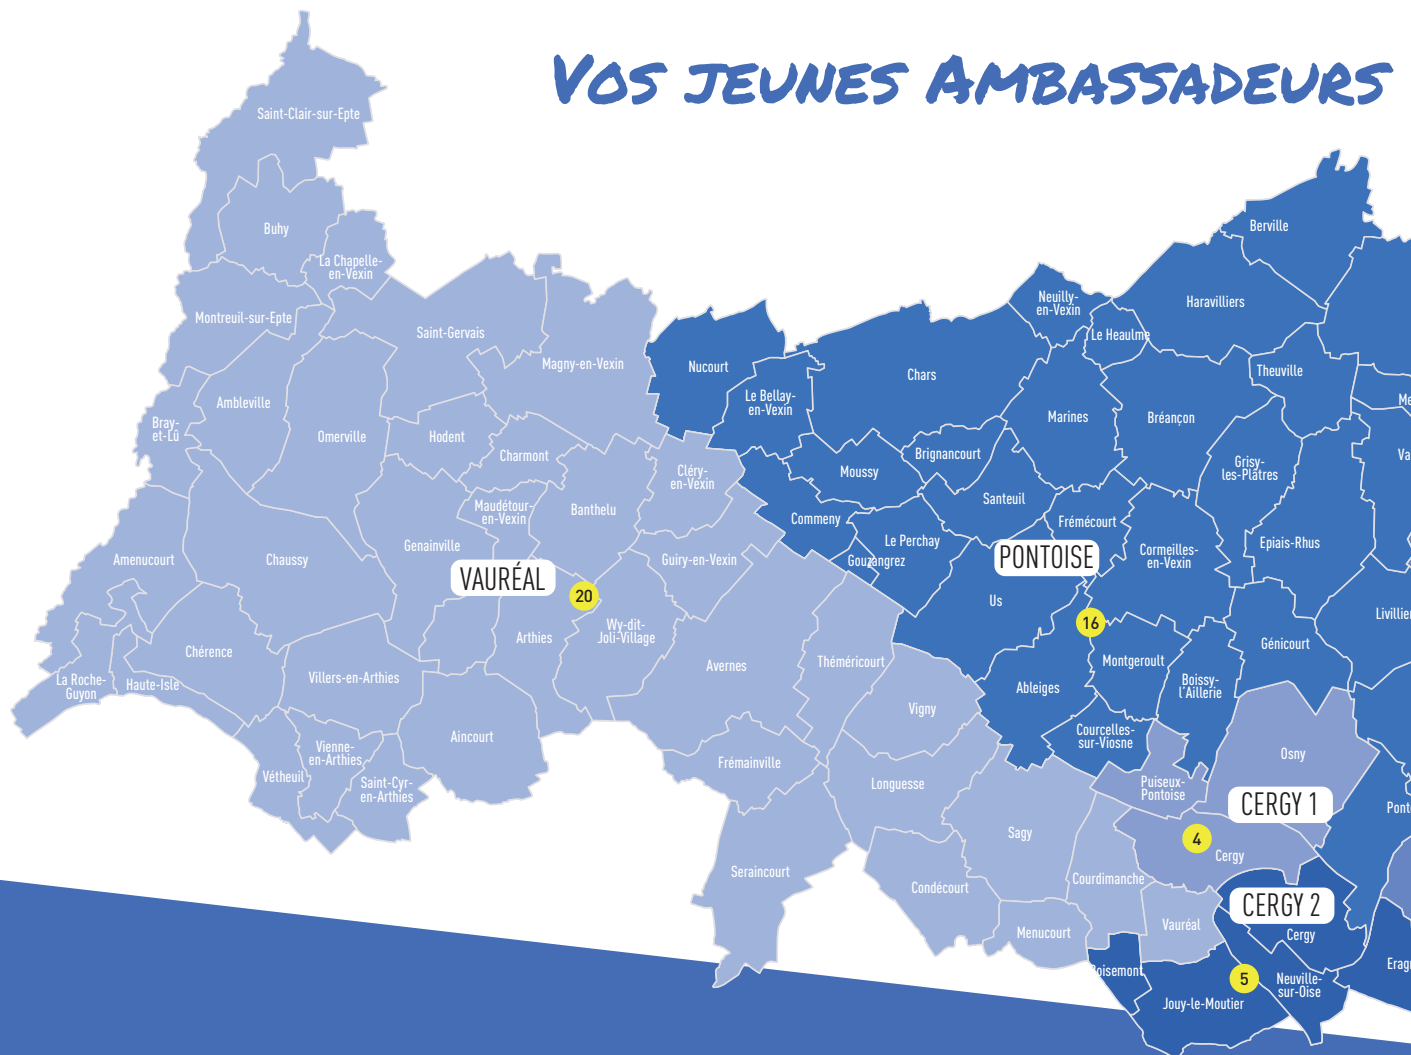 VOS JEUNES AMBASSADEURS
Saint-Clair-sur-Epte
Buhy
La Chapelle-
en-Vexin
Montreuil-sur-Epte
Saint-Gervais
Magny-en-Vexin
Ambleville
Bray-
et-Lû
Omerville
Hodent
Charmont
Cléry-
en-Vexin
Maudétour-
en-Vexin
Banthelu
Genainville
Guiry-en-Vexin
Amenucourt
Chaussy
VAURÉAL
20
Arthies
Wy-dit-
Joli-Village
Chérence
La Roche-
Guyon
Haute-Isle
Villers-en-Arthies
Avernes
Théméricourt
Vigny
Aincourt
Vienne-
en-Arthies
Vétheuil
Saint-Cyr-
en-Arthies
Frémainville
Longuesse
Sagy
Seraincourt
Condécourt
Menucourt
Courdimanche
Vauréal
Berville
Neuilly-
en-Vexin
Haravilliers
Le Heaulme
Nucourt
Chars
Theuville
Le Bellay-
en-Vexin
Marines
Bréançon
Moussy
Brignancourt
Grisy-
les-Plâtres
Santeuil
Commeny
Frémécourt
Le Perchay
Gouzangrez
PONTOISE
Cormeilles-
en-Vexin
Epiais-Rhus
Us
16
Livillier
Génicourt
Montgeroult
Ableiges
Boissy-
l'Aillerie
Courcelles-
sur-Viosne
Osny
Puiseux-
Pontoise
CERGY 1
Ponti
4
Cergy
CERGY 2
Cergy
Boisemont
5
Neuville-
sur-Oise
Jouy-le-Moutier
Eragn
Me
Va